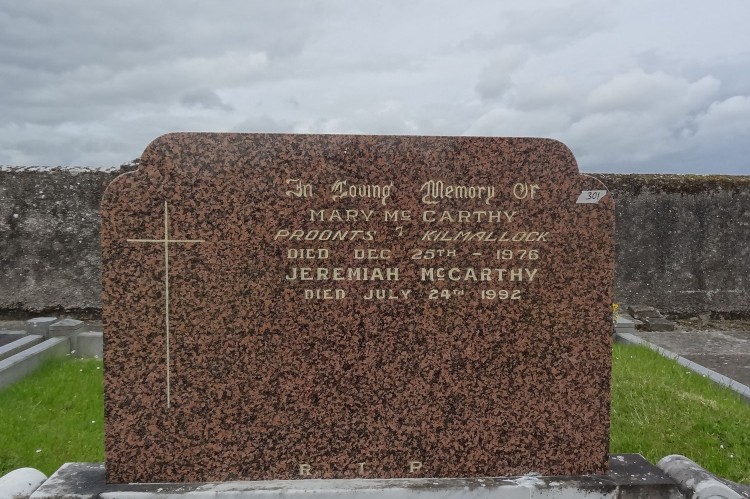 In Loving Memory Of
301
MARY Mc CARTHY
PROONTS, KILMALLOCK
DIED DEC 25TH - 1976
JEREMIAH McCARTHY
DIED JULY 24TH 1992
R I P